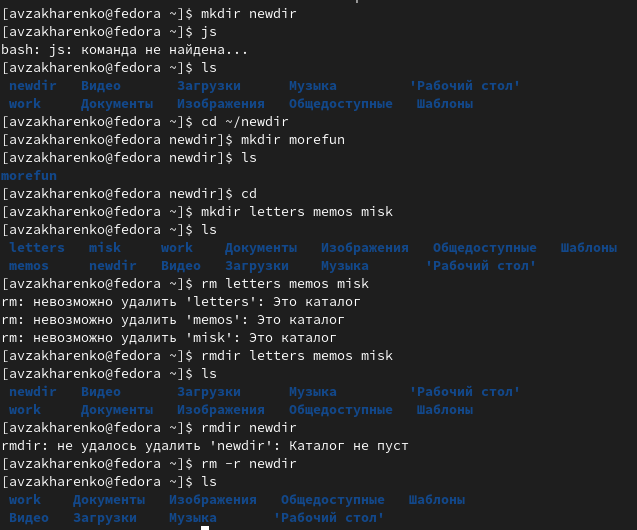 [avzakharenko@fedora ~]$ mkdir newdir
[avzakharenko@fedora ~]$ js
bash: js: команда не найдена...
[avzakharenko@fedora ~]$ ls
newdir Видео Загрузки Музыка 'Рабочий стол'
work Документы Изображения Общедоступные Шаблоны
[avzakharenko@fedora ~]$ cd ~/newdir
[avzakharenko@fedora newdir]$ mkdir morefun
[avzakharenko@fedora newdir]$ ls
morefun
[avzakharenko@fedora newdir]$ cd
[avzakharenko@fedora ~]$ mkdir letters memos misk
[avzakharenko@fedora ~]$ ls
letters misk work Документы Изображения Общедоступные Шаблоны
memos newdir Видео Загрузки Музыка 'Рабочий стол'
[avzakharenko@fedora ~]$ rm letters memos misk
rm: невозможно удалить 'letters': Это каталог
rm: невозможно удалить 'memos': Это каталог
rm: невозможно удалить 'misk': Это каталог
[avzakharenko@fedora ~]$ rmdir letters memos misk
[avzakharenko@fedora ~]$ ls
newdir Видео Загрузки Музыка 'Рабочий стол'
work Документы Изображения Общедоступные Шаблоны
[avzakharenko@fedora ~]$ rmdir newdir
rmdir: не удалось удалить 'newdir': Каталог не пуст
[avzakharenko@fedora ~]$ rm -r newdir
[avzakharenko@fedora ~]$ ls
work Документы Изображения Общедоступные Шаблоны
Видео Загрузки Музыка 'Рабочий стол'